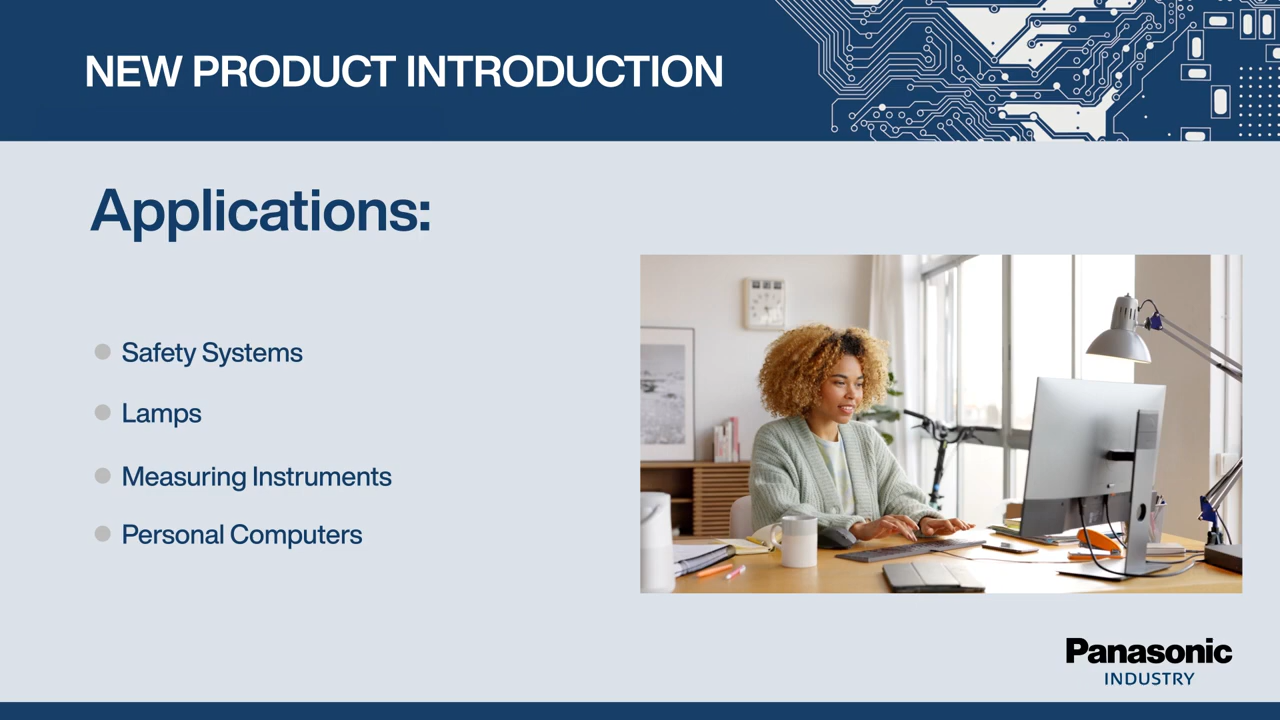 NEW PRODUCT INTRODUCTION
Applications:
Safety Systems
Lamps
Measuring Instruments
Personal Computers
Panasonic
INDUSTRY